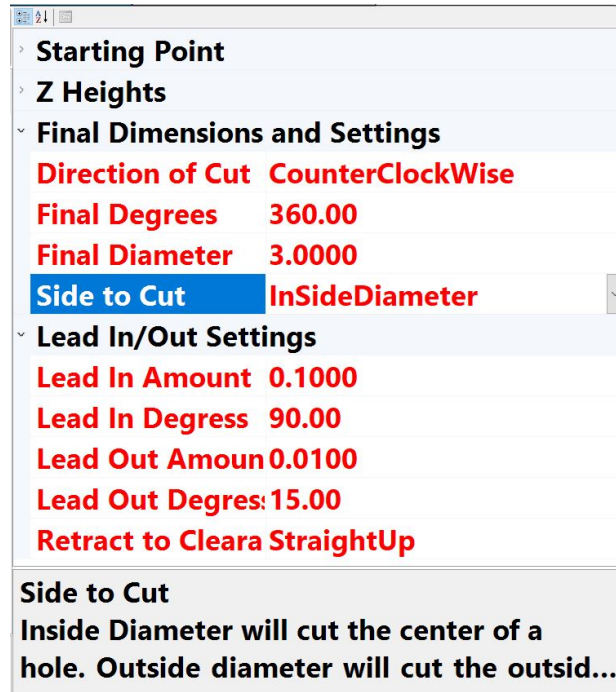 Starting Point
Z Heights
Final Dimensions and Settings
Direction of Cut CounterClockWise
Final Degrees 360.00
Final Diameter 3.0000
Side to Cut InSideDiameter
Lead In/Out Settings
Lead In Amount 0.1000
Lead In Degress 90.00
Lead Out Amoun 0.0100
Lead Out Degres 15.00
Retract to Cleara StraightUp
Side to Cut
Inside Diameter will cut the center of a
hole. Outside diameter will cut the outsid...